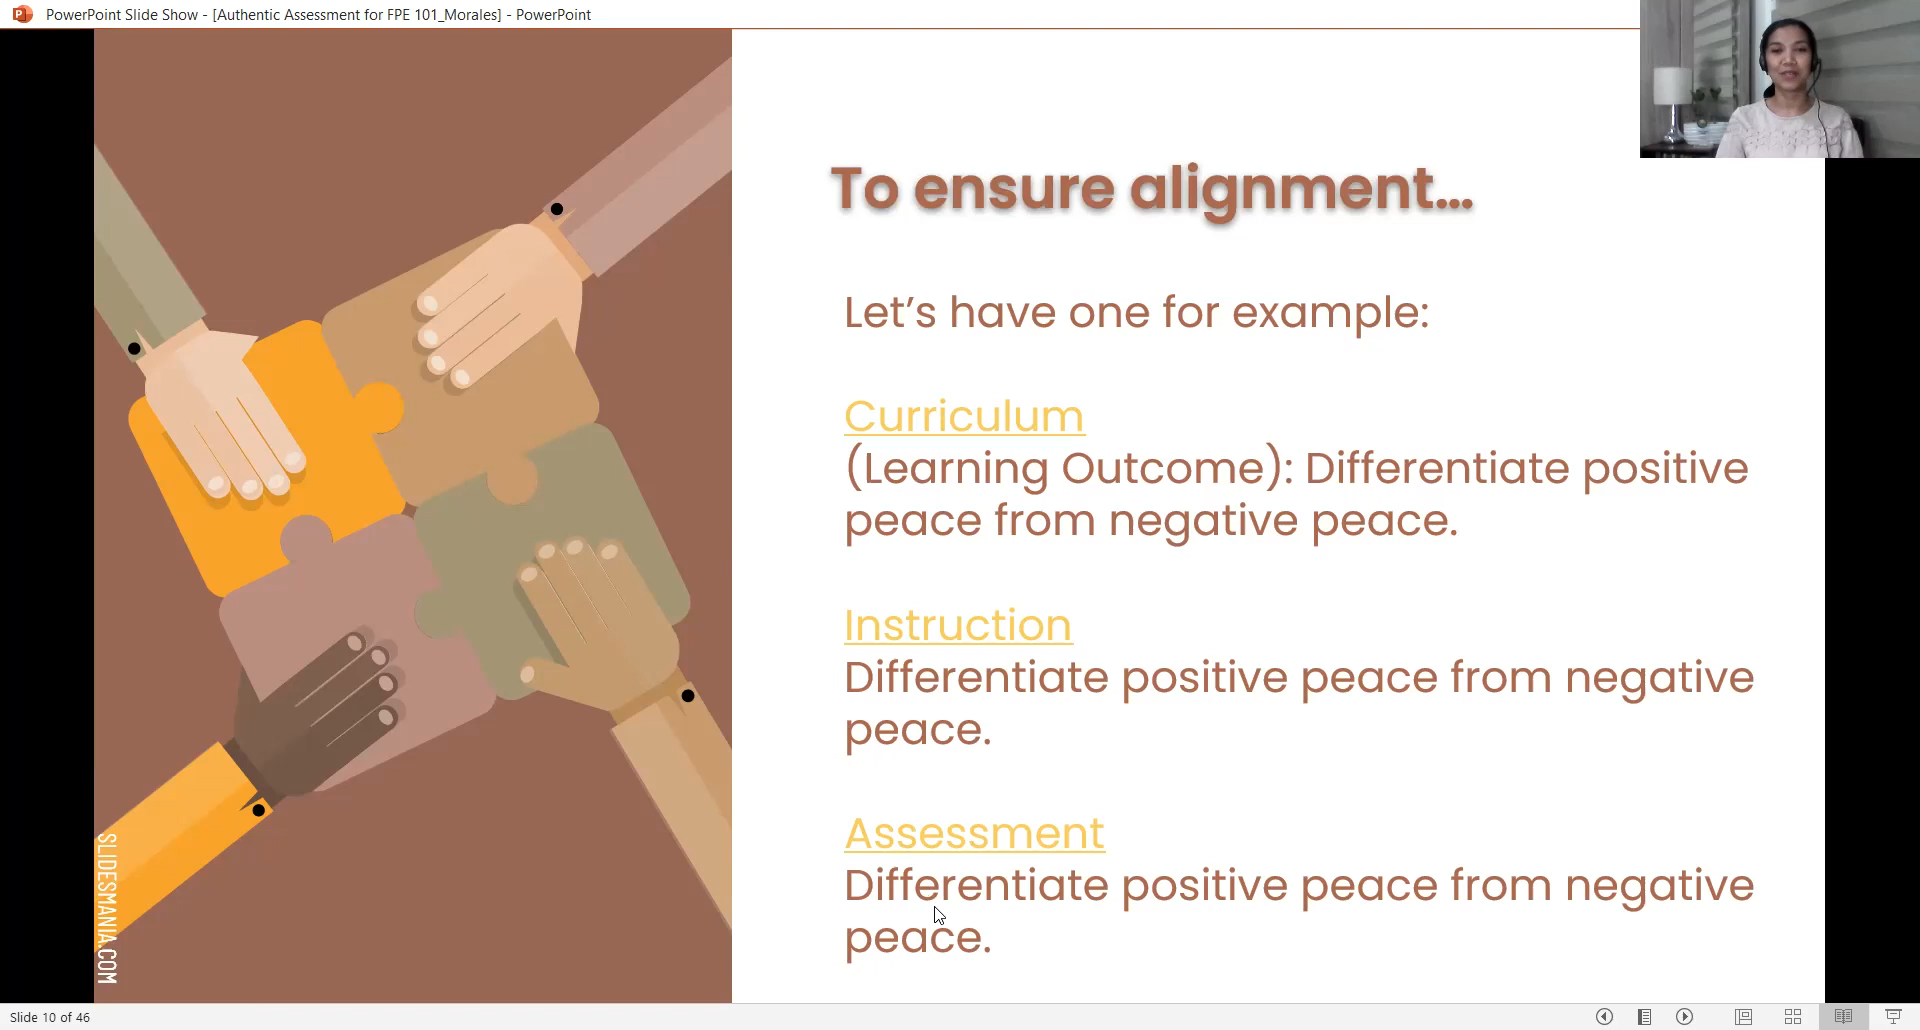 PowerPoint Slide Show - [Authentic Assessment for FPE 101_Morales] - PowerPoint
To ensure alignment...
Let's have one for example:
Curriculum
(Learning Outcome): Differentiate positive
peace from negative peace.
Instruction
Differentiate positive peace from negative
peace.
Assessment
Differentiate positive peace from negative
peace.
SLIDESMANIA.COM
Slide 10 of 46